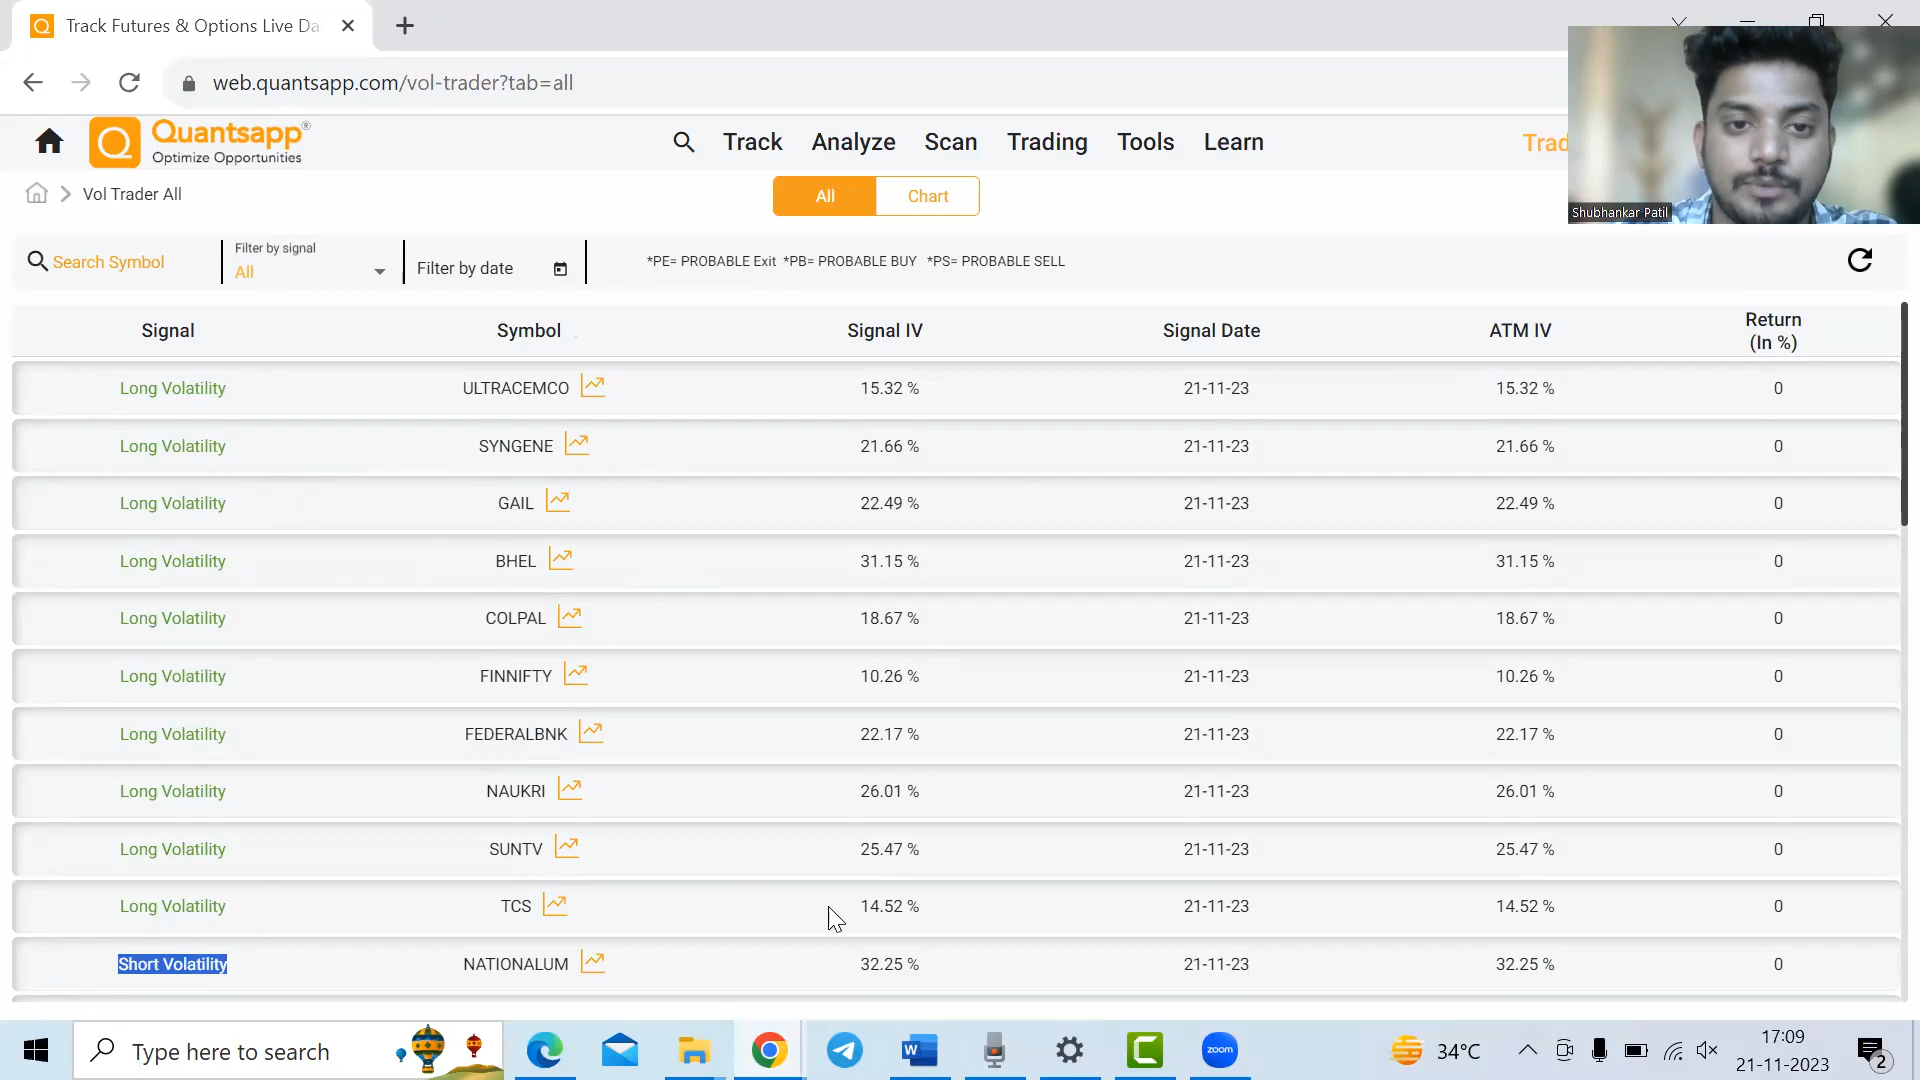 Track Futures & Options Live Da
web.quantsapp.com/vol-trader?tab=all
Quantsapp®
Optimize Opportunities
Track Analyze Scan Trading Tools Learn
Trad
Shubhankar Patil
Vol Trader All
All Chart
Search Symbol
Filter by signal
All
Filter by date
*PE= PROBABLE Exit *PB= PROBABLE BUY *PS= PROBABLE SELL
Signal Symbol Signal IV Signal Date ATM IV Return (In %)
Long Volatility ULTRACEMCO 15.32 % 21-11-23 15.32 % 0
Long Volatility SYNGENE 21.66 % 21-11-23 21.66 % 0
Long Volatility GAIL 22.49 % 21-11-23 22.49 % 0
Long Volatility BHEL 31.15 % 21-11-23 31.15 % 0
Long Volatility COLPAL 18.67 % 21-11-23 18.67 % 0
Long Volatility FINNIFTY 10.26 % 21-11-23 10.26 % 0
Long Volatility FEDERALBNK 22.17 % 21-11-23 22.17 % 0
Long Volatility NAUKRI 26.01 % 21-11-23 26.01 % 0
Long Volatility SUNTV 25.47 % 21-11-23 25.47 % 0
Long Volatility TCS 14.52 % 21-11-23 14.52 % 0
Short Volatility NATIONALUM 32.25 % 21-11-23 32.25 % 0
Type here to search
zoom
34°C
17:09
21-11-2023
2